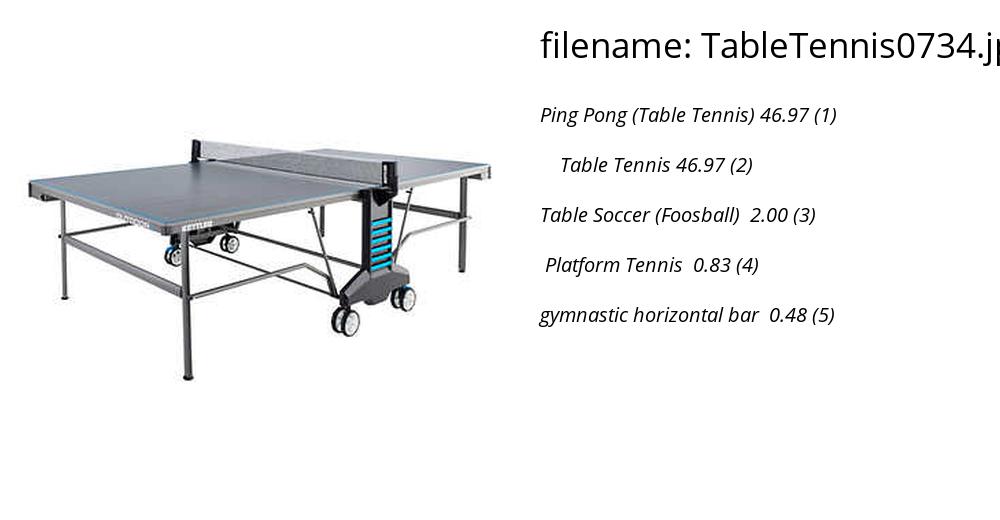 filename: TableTennis0734.jp
Ping Pong (Table Tennis) 46.97 (1)
Table Tennis 46.97 (2)
Table Soccer (Foosball) 2.00 (3)
Platform Tennis 0.83 (4)
gymnastic horizontal bar 0.48 (5)
KETTLER